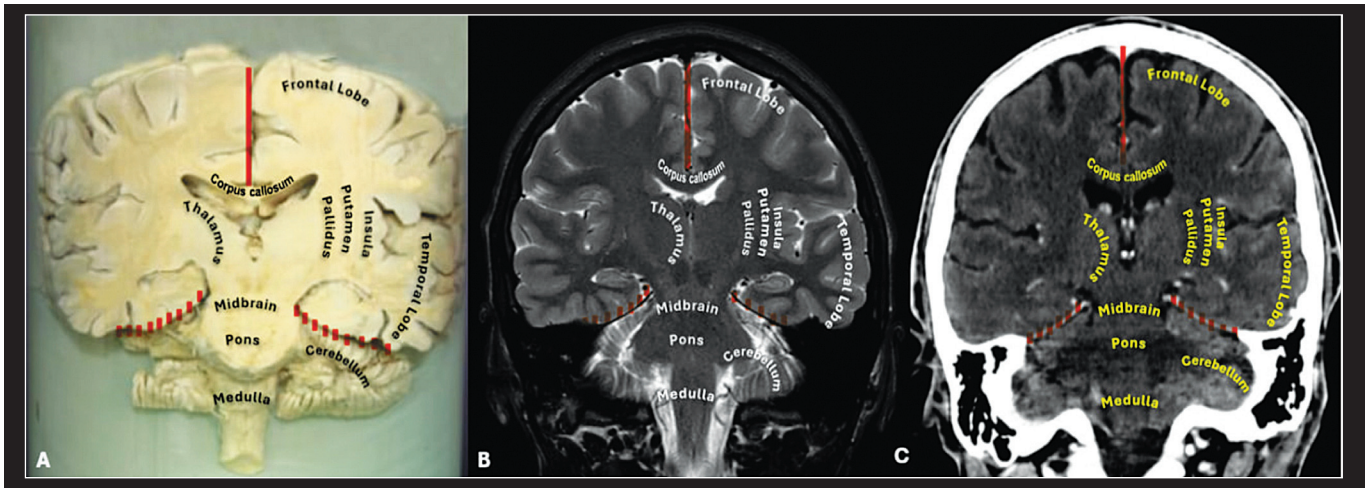 Frontal Lobe
Corpus callosum
Thalamus
Pallidus
Putamen
Insula
Temporal Lobe
Midbrain
Pons
Cerebellum
Medulla
A
Frontal Lobe
Corpus callosum
Thalamus
Pallidus
Putamen
Insula
Temporal Lobe
Midbrain
Pons
Cerebellum
Medulla
B
Frontal Lobe
Corpus callosum
Thalamus
Pallidus
Putamen
Insula
Temporal Lobe
Midbrain
Pons
Cerebellum
Medulla
C